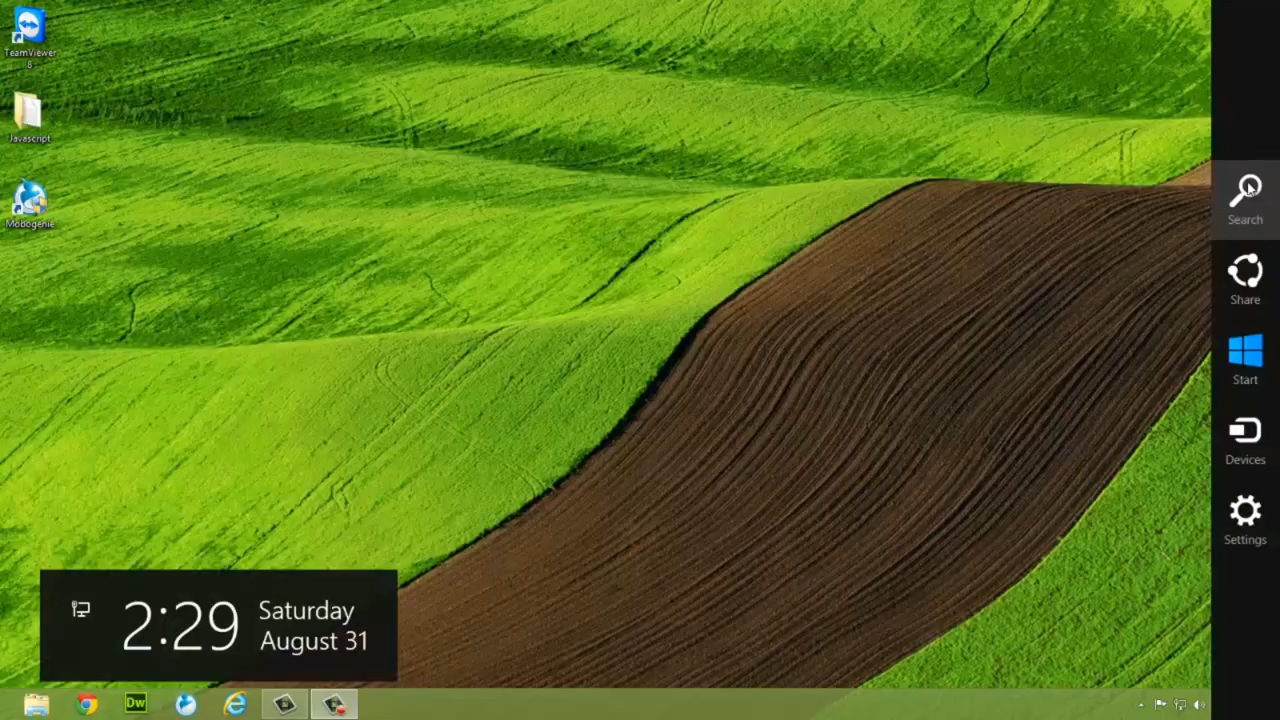 TeamViewer
8
Javascript
Mobogenie
Search
Share
Start
Devices
Settings
2:29
Saturday
August 31
Dw